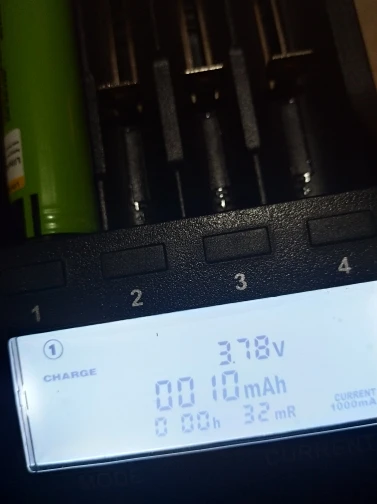 1 2 3 4
1
3.78V
CHARGE
0010mAh
CURRENT
1000mA
0 00h 32mR